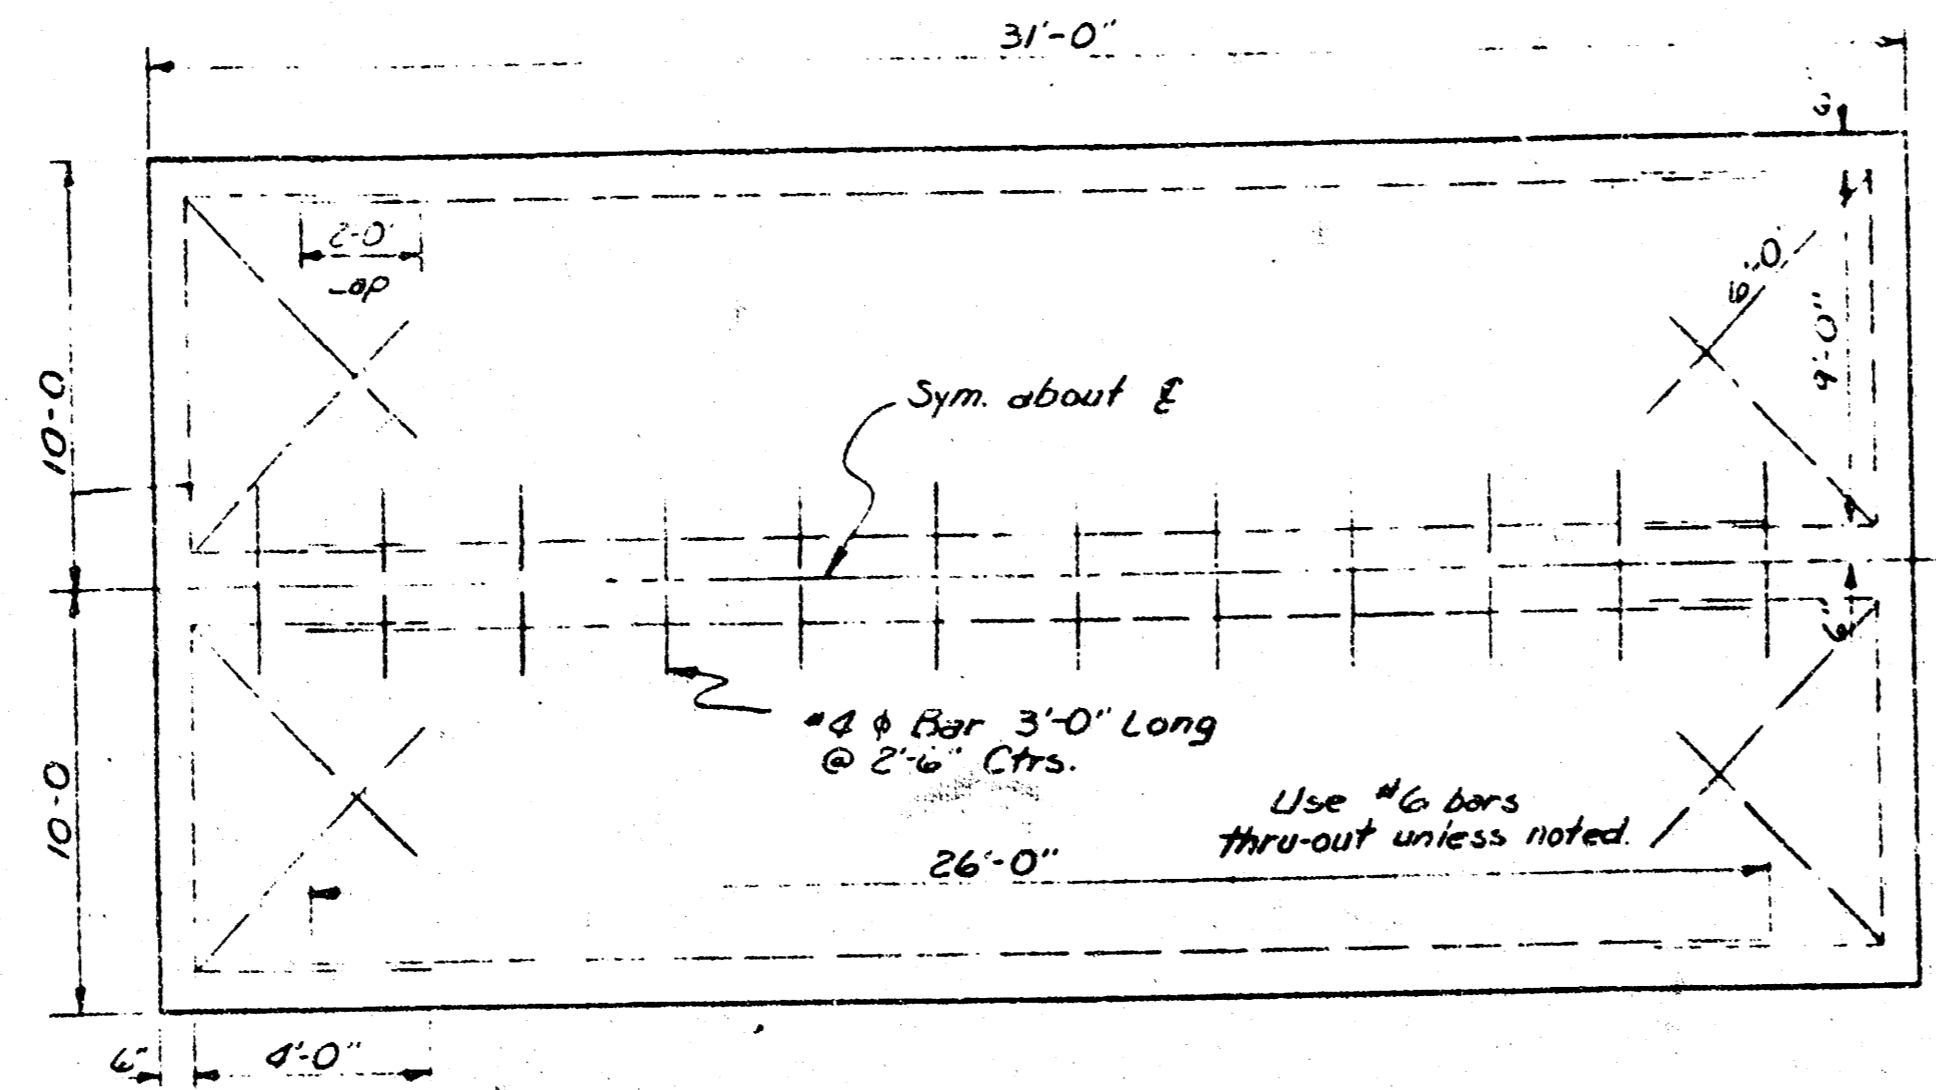 31'-0"
2-0'
6'-0"
9'-0"
10-0
Sym. about ℄
#4 ϕ Bar 3'-0" Long
@ 2'-6" Ctrs.
6"
Use #6 bars
thru-out unless noted.
10-0
26'-0"
6"
4'-0"